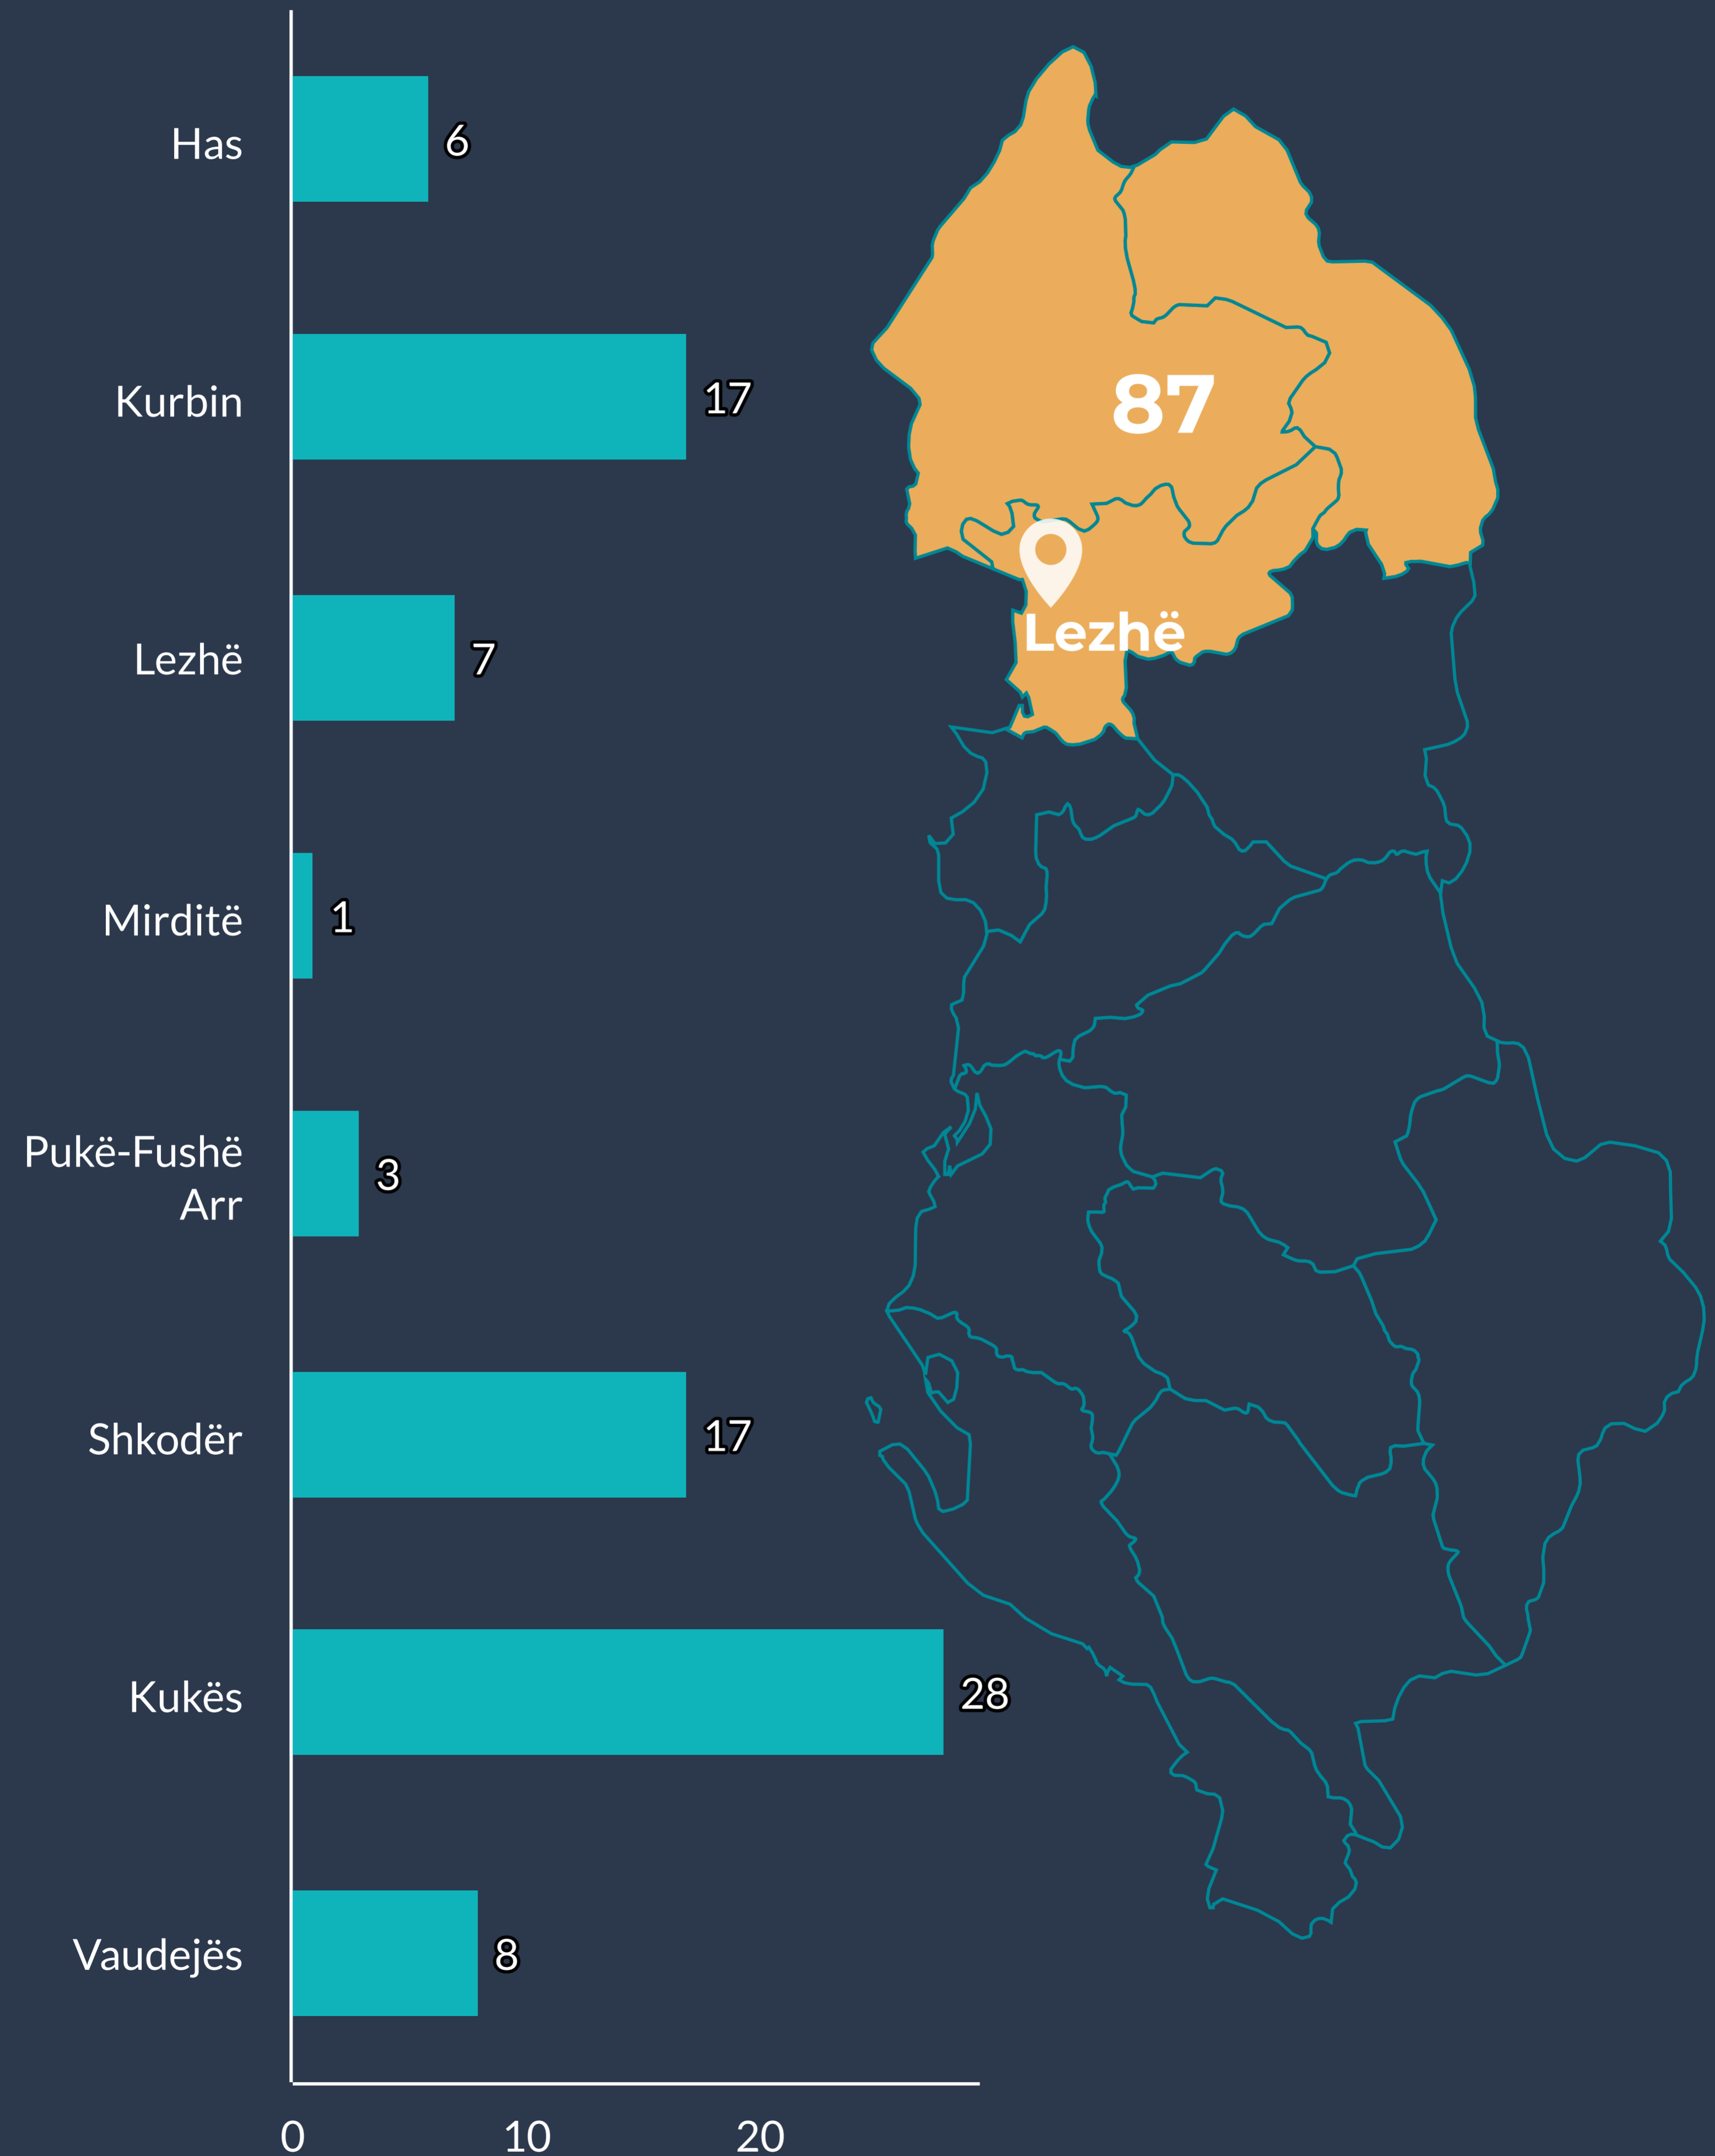 Has
6
Kurbin
17
87
Lezhë
Lezhë
7
Mirditë
1
Pukë-Fushë
Arr
3
Shkodër
17
Kukës
28
Vaudejës
8
0
10
20